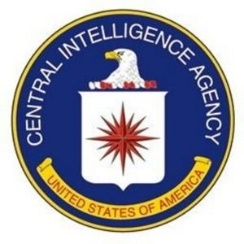 CENTRAL INTELLIGENCE AGENCY
UNITED STATES OF AMERICA